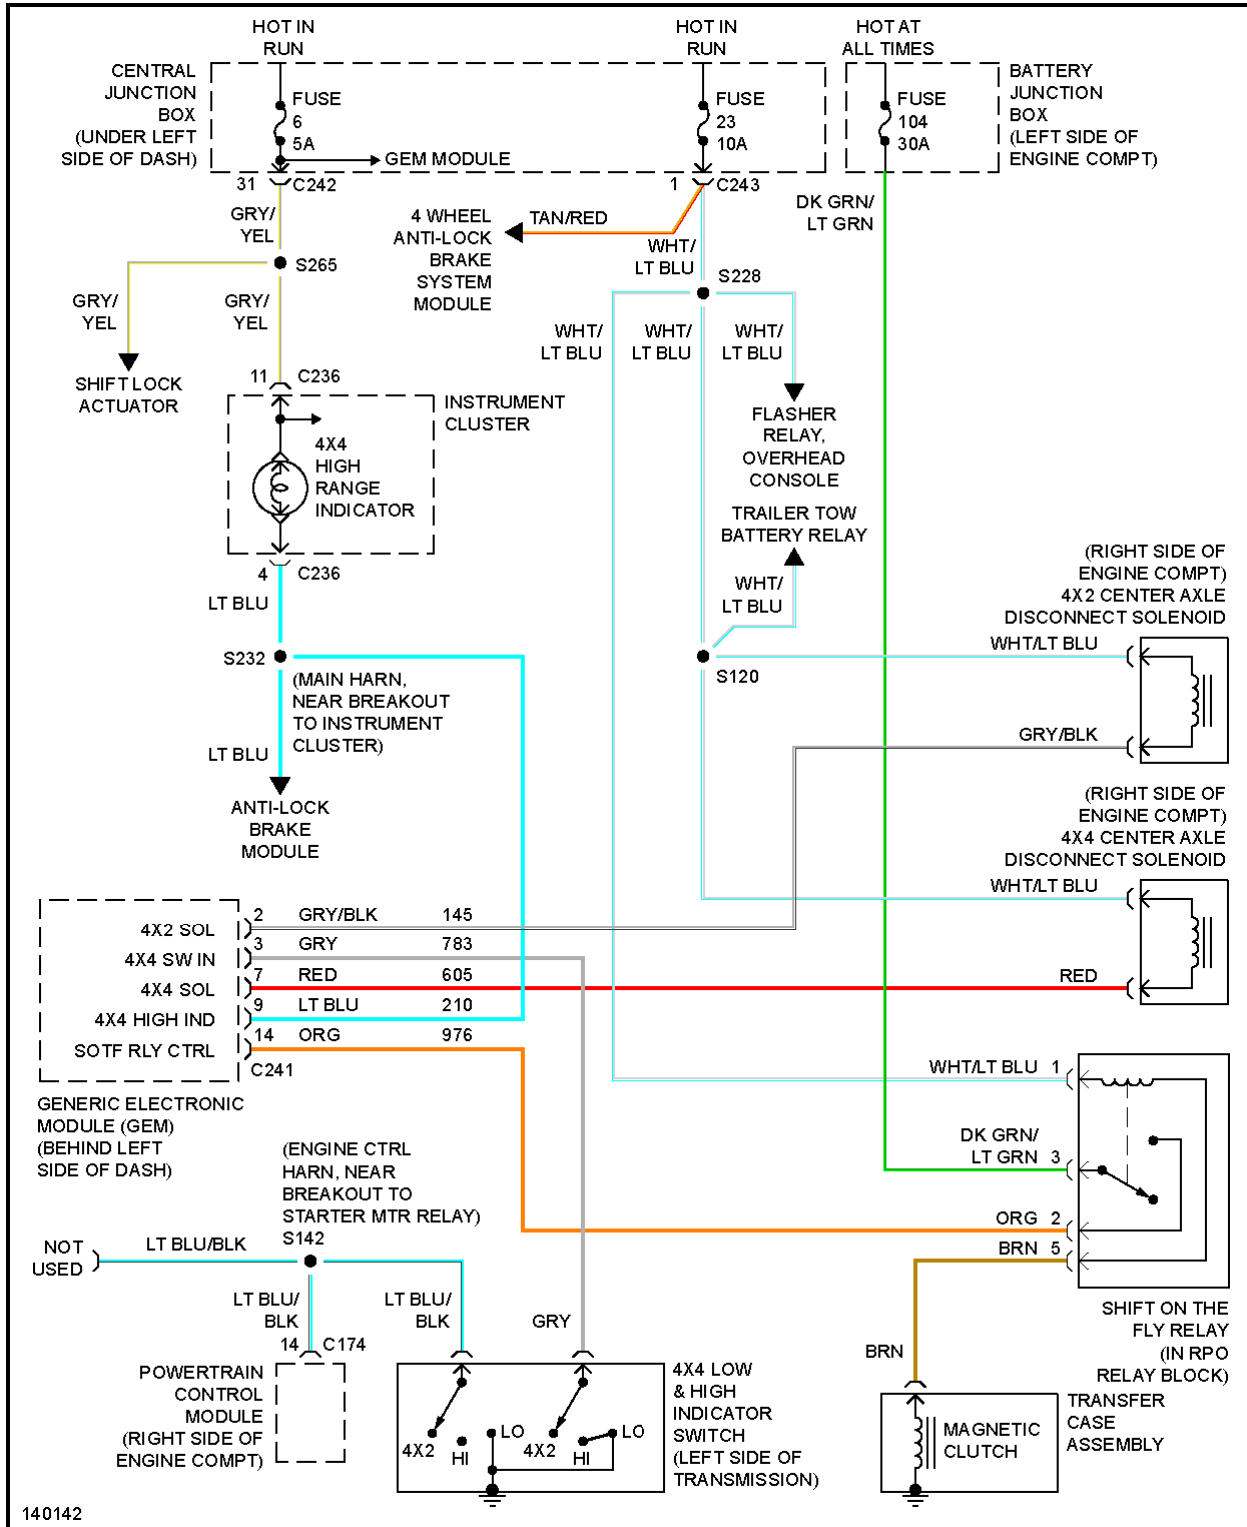 HOT IN
RUN
HOT IN
RUN
HOT AT
ALL TIMES
CENTRAL
JUNCTION
BOX
(UNDER LEFT
SIDE OF DASH)
FUSE
6
5A
GEM MODULE
FUSE
23
10A
FUSE
104
30A
BATTERY
JUNCTION
BOX
(LEFT SIDE OF
ENGINE COMPT)
31
C242
1
C243
GRY/
YEL
4 WHEEL
ANTI-LOCK
BRAKE
SYSTEM
MODULE
TAN/RED
DK GRN/
LT GRN
WHT/
LT BLU
S265
S228
GRY/
YEL
GRY/
YEL
WHT/
LT BLU
WHT/
LT BLU
WHT/
LT BLU
SHIFT LOCK
ACTUATOR
11
C236
INSTRUMENT
CLUSTER
4X4
HIGH
RANGE
INDICATOR
FLASHER
RELAY,
OVERHEAD
CONSOLE
TRAILER TOW
BATTERY RELAY
4
C236
LT BLU
WHT/
LT BLU
(RIGHT SIDE OF
ENGINE COMPT)
4X2 CENTER AXLE
DISCONNECT SOLENOID
WHT/LT BLU
S232
(MAIN HARN,
NEAR BREAKOUT
TO INSTRUMENT
CLUSTER)
S120
LT BLU
GRY/BLK
ANTI-LOCK
BRAKE
MODULE
(RIGHT SIDE OF
ENGINE COMPT)
4X4 CENTER AXLE
DISCONNECT SOLENOID
WHT/LT BLU
RED
4X2 SOL
2
GRY/BLK
145
4X4 SW IN
3
GRY
783
4X4 SOL
7
RED
605
4X4 HIGH IND
9
LT BLU
210
SOTF RLY CTRL
14
ORG
976
C241
GENERIC ELECTRONIC
MODULE (GEM)
(BEHIND LEFT
SIDE OF DASH)
WHT/LT BLU
1
DK GRN/
LT GRN
3
ORG
2
BRN
5
SHIFT ON THE
FLY RELAY
(IN RPO
RELAY BLOCK)
(ENGINE CTRL
HARN, NEAR
BREAKOUT TO
STARTER MTR RELAY)
S142
NOT
USED
LT BLU/BLK
LT BLU/
BLK
LT BLU/
BLK
GRY
14
C174
POWERTRAIN
CONTROL
MODULE
(RIGHT SIDE OF
ENGINE COMPT)
4X2
HI
LO
4X2
HI
LO
4X4 LOW
& HIGH
INDICATOR
SWITCH
(LEFT SIDE OF
TRANSMISSION)
BRN
MAGNETIC
CLUTCH
TRANSFER
CASE
ASSEMBLY
140142